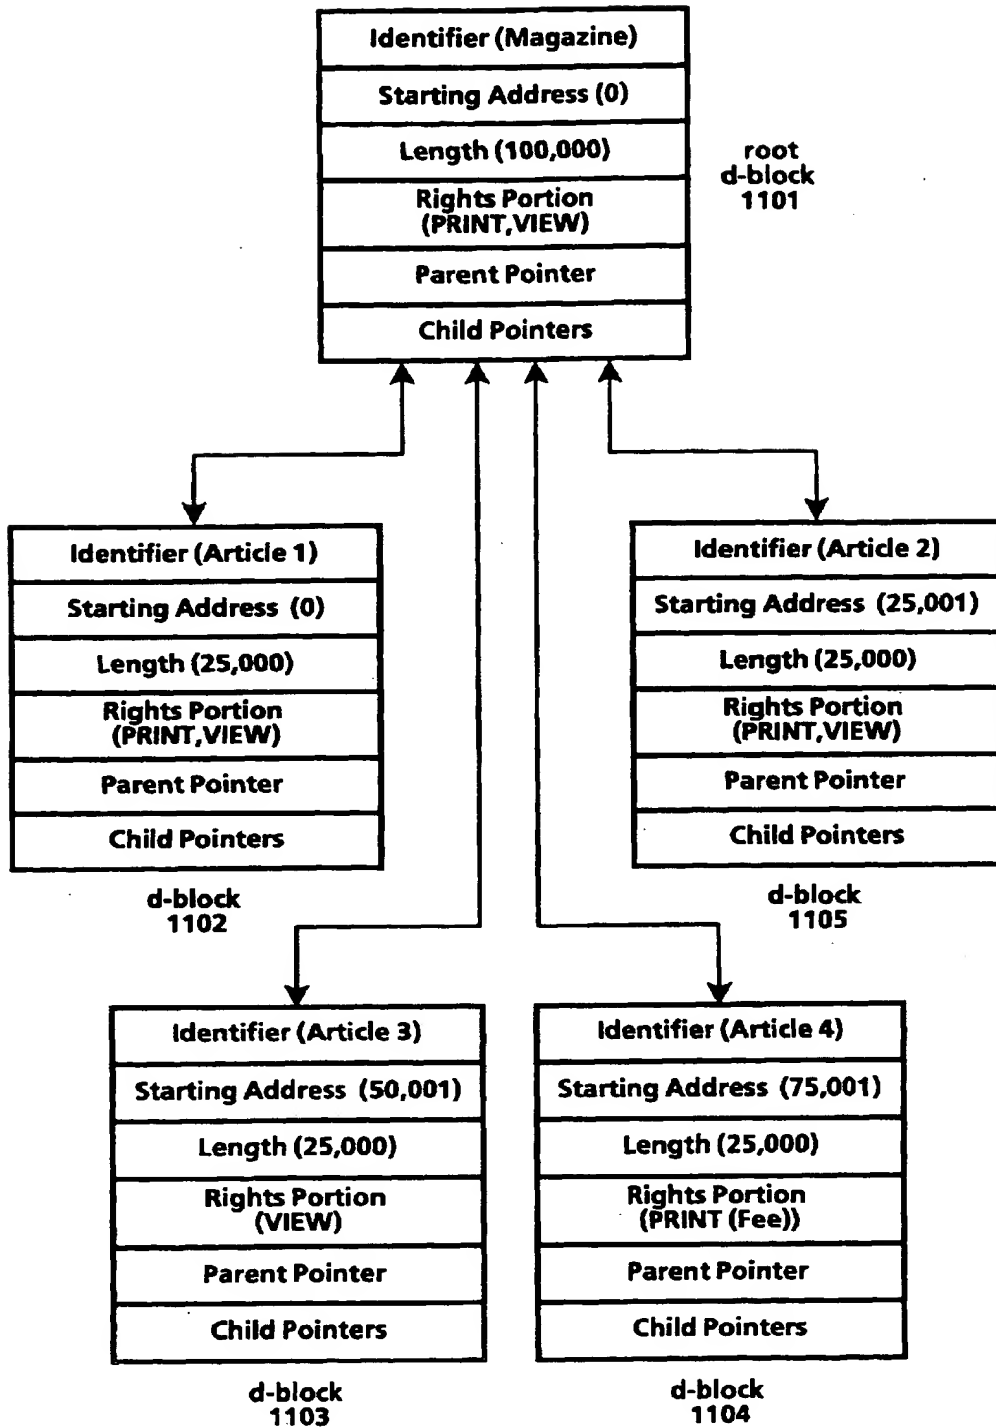 Identifier (Magazine)
Starting Address (0)
Length (100,000)
Rights Portion
(PRINT,VIEW)
Parent Pointer
Child Pointers
root
d-block
1101
Identifier (Article 1)
Starting Address (0)
Length (25,000)
Rights Portion
(PRINT,VIEW)
Parent Pointer
Child Pointers
d-block
1102
Identifier (Article 2)
Starting Address (25,001)
Length (25,000)
Rights Portion
(PRINT,VIEW)
Parent Pointer
Child Pointers
d-block
1105
Identifier (Article 3)
Starting Address (50,001)
Length (25,000)
Rights Portion
(VIEW)
Parent Pointer
Child Pointers
d-block
1103
Identifier (Article 4)
Starting Address (75,001)
Length (25,000)
Rights Portion
(PRINT (Fee))
Parent Pointer
Child Pointers
d-block
1104